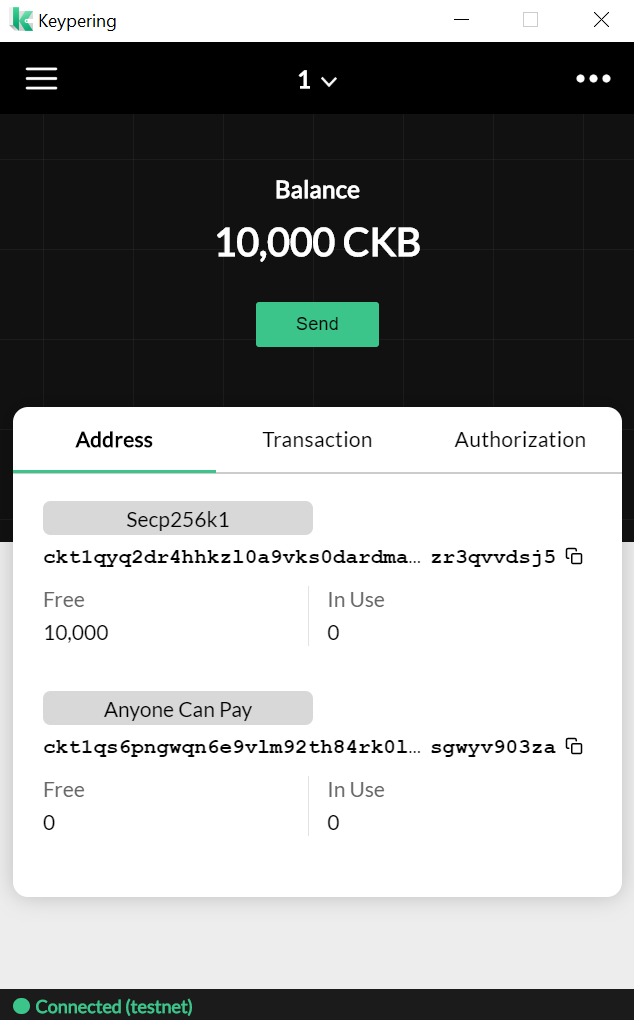 Keypering
1
Balance
10,000 CKB
Send
Address Transaction Authorization
Secp256k1
ckt1qyq2dr4hhkzl0a9vks0dardma… zr3qvvdsj5
Free In Use
10,000 0
Anyone Can Pay
ckt1qs6pngwqn6e9vlm92th84rk0l… sgwyv903za
Free In Use
0 0
Connected (testnet)